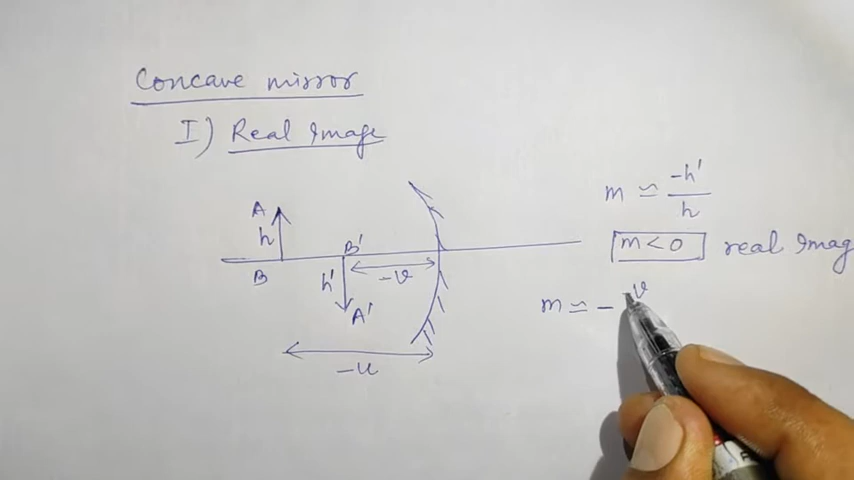 Concave mirror
I) Real Image
A
h
B
B'
h'
A'
-v
-u
m ≃ -h'
h
m < 0 real Imag
m ≃ - v